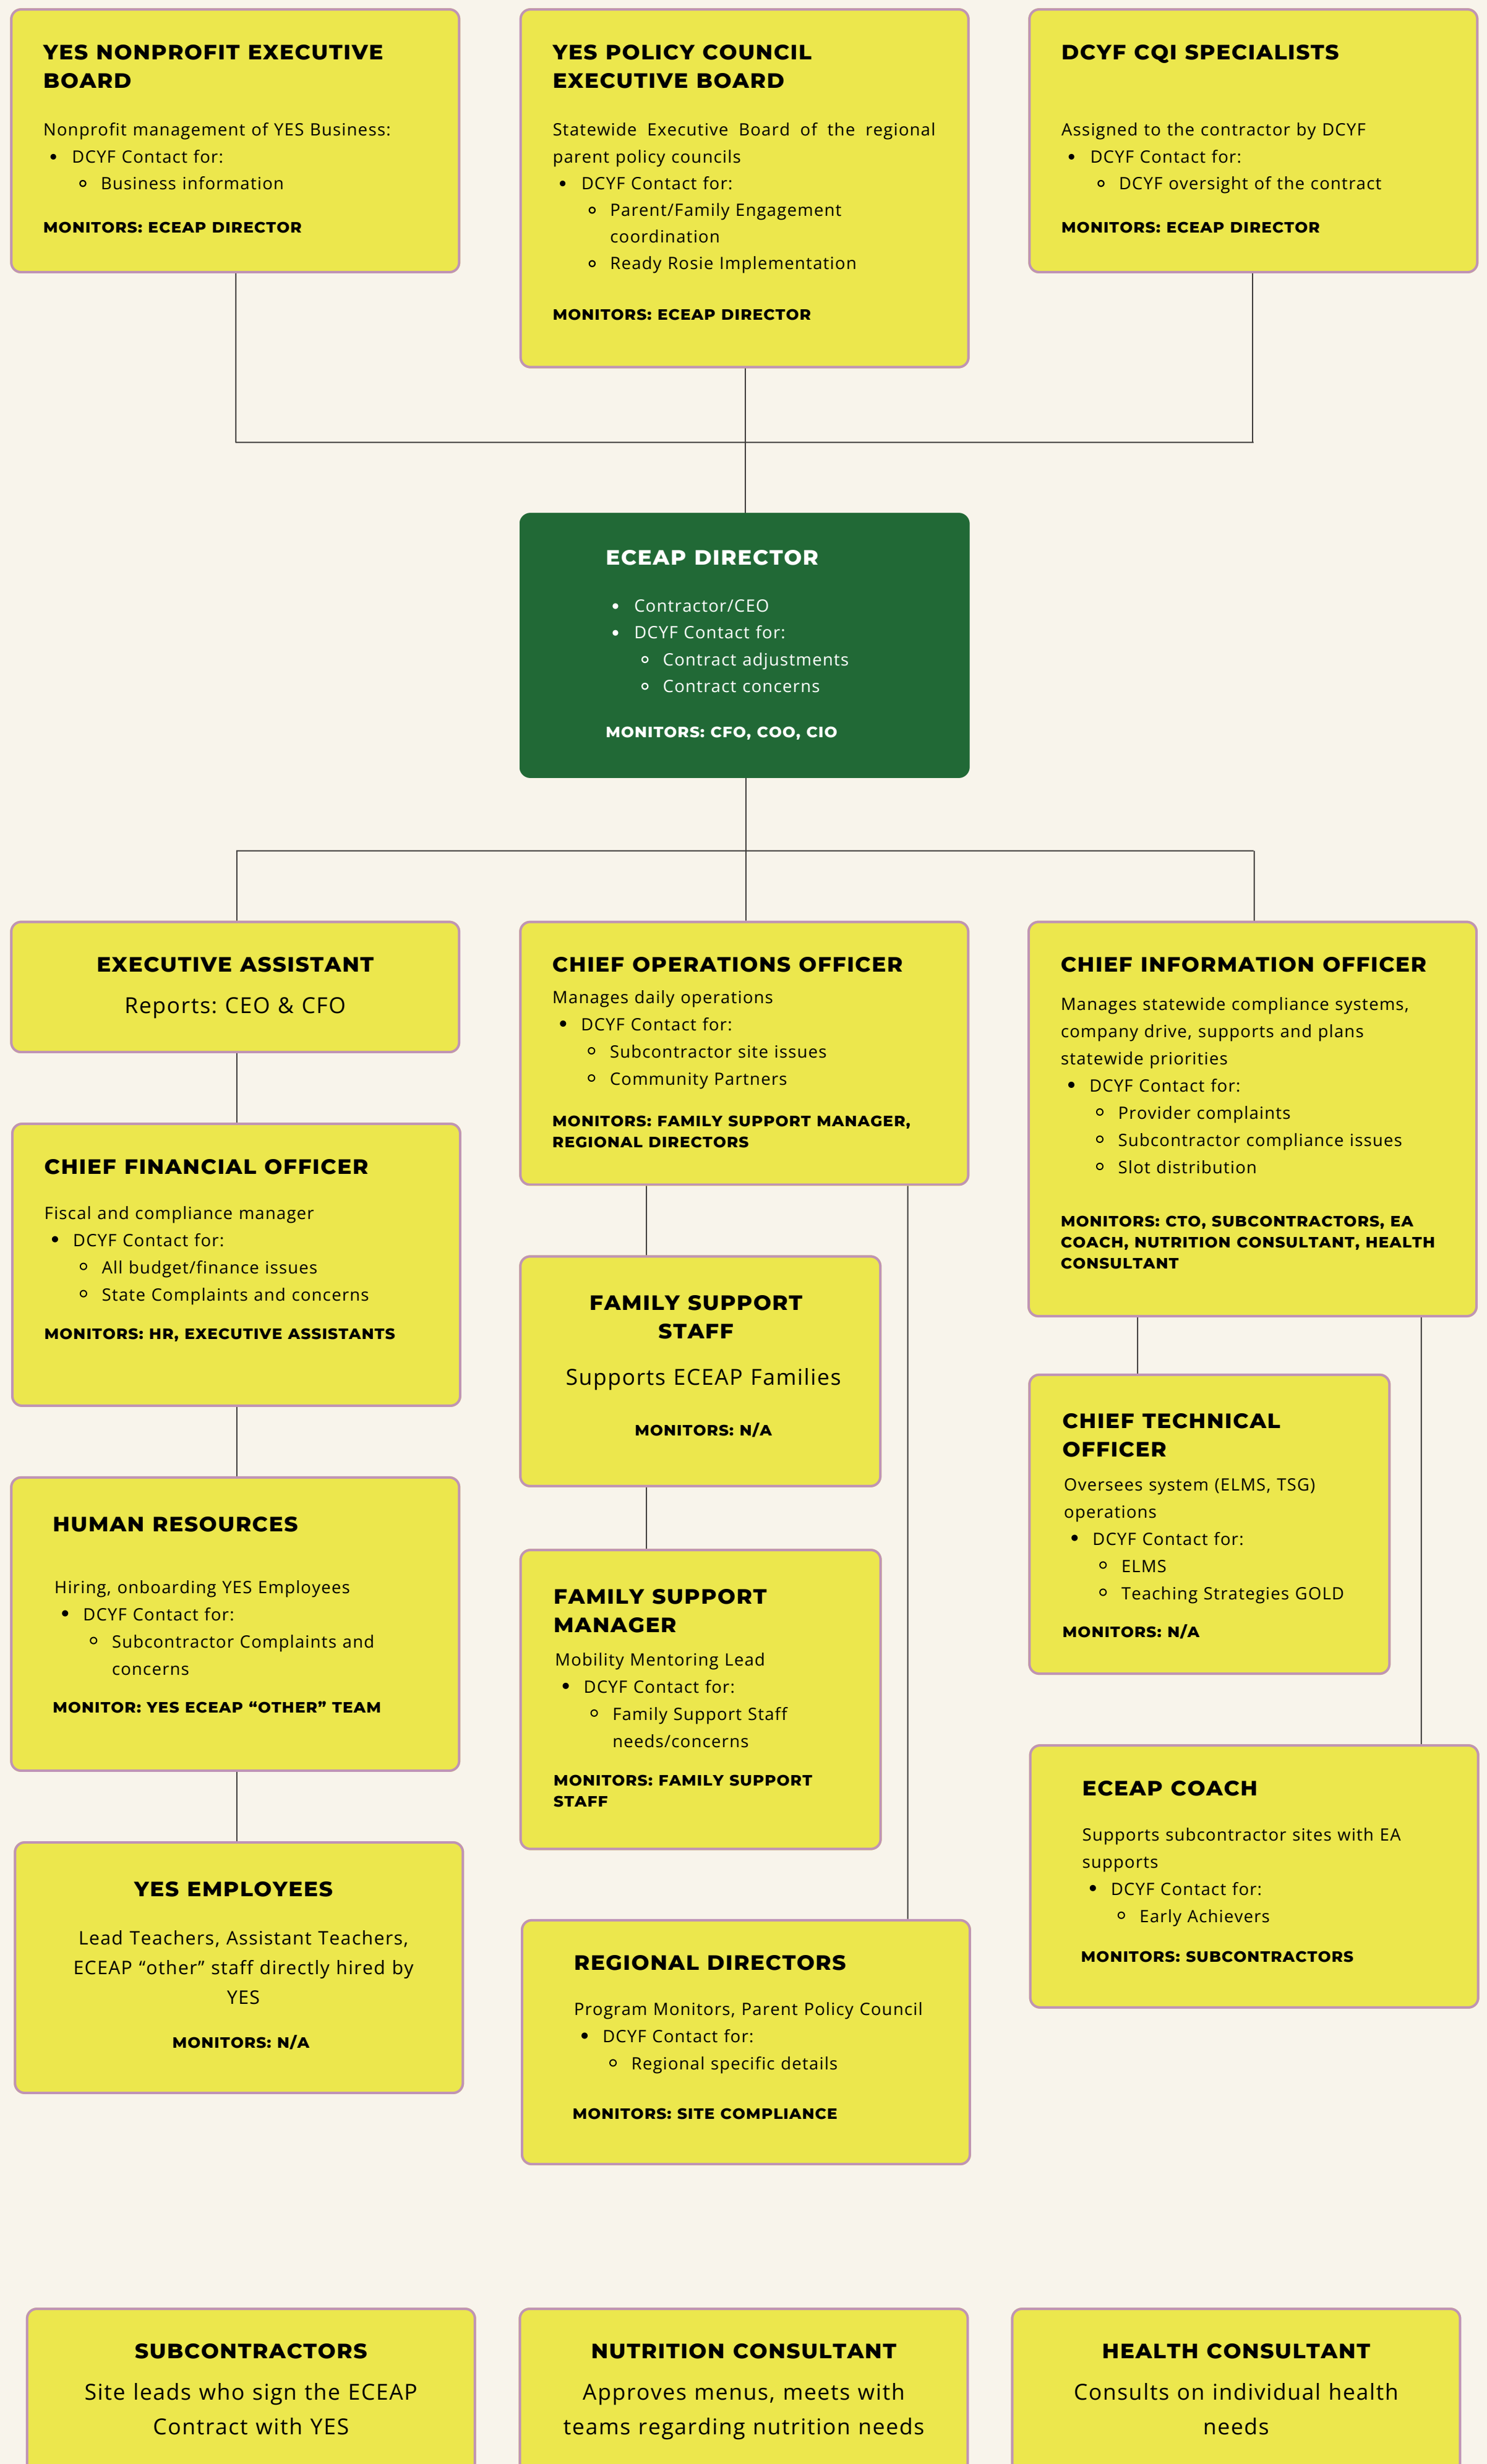 YES NONPROFIT EXECUTIVE
BOARD
Nonprofit management of YES Business:
• DCYF Contact for:
◦ Business information
MONITORS: ECEAP DIRECTOR
YES POLICY COUNCIL
EXECUTIVE BOARD
Statewide Executive Board of the regional
parent policy councils
• DCYF Contact for:
◦ Parent/Family Engagement
coordination
◦ Ready Rosie Implementation
MONITORS: ECEAP DIRECTOR
DCYF CQI SPECIALISTS
Assigned to the contractor by DCYF
• DCYF Contact for:
◦ DCYF oversight of the contract
MONITORS: ECEAP DIRECTOR
ECEAP DIRECTOR
• Contractor/CEO
• DCYF Contact for:
◦ Contract adjustments
◦ Contract concerns
MONITORS: CFO, COO, CIO
EXECUTIVE ASSISTANT
Reports: CEO & CFO
CHIEF FINANCIAL OFFICER
Fiscal and compliance manager
• DCYF Contact for:
◦ All budget/finance issues
◦ State Complaints and concerns
MONITORS: HR, EXECUTIVE ASSISTANTS
HUMAN RESOURCES
Hiring, onboarding YES Employees
• DCYF Contact for:
◦ Subcontractor Complaints and
concerns
MONITOR: YES ECEAP “OTHER” TEAM
YES EMPLOYEES
Lead Teachers, Assistant Teachers,
ECEAP “other” staff directly hired by
YES
MONITORS: N/A
CHIEF OPERATIONS OFFICER
Manages daily operations
• DCYF Contact for:
◦ Subcontractor site issues
◦ Community Partners
MONITORS: FAMILY SUPPORT MANAGER,
REGIONAL DIRECTORS
FAMILY SUPPORT
STAFF
Supports ECEAP Families
MONITORS: N/A
FAMILY SUPPORT
MANAGER
Mobility Mentoring Lead
• DCYF Contact for:
◦ Family Support Staff
needs/concerns
MONITORS: FAMILY SUPPORT
STAFF
REGIONAL DIRECTORS
Program Monitors, Parent Policy Council
• DCYF Contact for:
◦ Regional specific details
MONITORS: SITE COMPLIANCE
CHIEF INFORMATION OFFICER
Manages statewide compliance systems,
company drive, supports and plans
statewide priorities
• DCYF Contact for:
◦ Provider complaints
◦ Subcontractor compliance issues
◦ Slot distribution
MONITORS: CTO, SUBCONTRACTORS, EA
COACH, NUTRITION CONSULTANT, HEALTH
CONSULTANT
CHIEF TECHNICAL
OFFICER
Oversees system (ELMS, TSG)
operations
• DCYF Contact for:
◦ ELMS
◦ Teaching Strategies GOLD
MONITORS: N/A
ECEAP COACH
Supports subcontractor sites with EA
supports
• DCYF Contact for:
◦ Early Achievers
MONITORS: SUBCONTRACTORS
SUBCONTRACTORS
Site leads who sign the ECEAP
Contract with YES
NUTRITION CONSULTANT
Approves menus, meets with
teams regarding nutrition needs
HEALTH CONSULTANT
Consults on individual health
needs